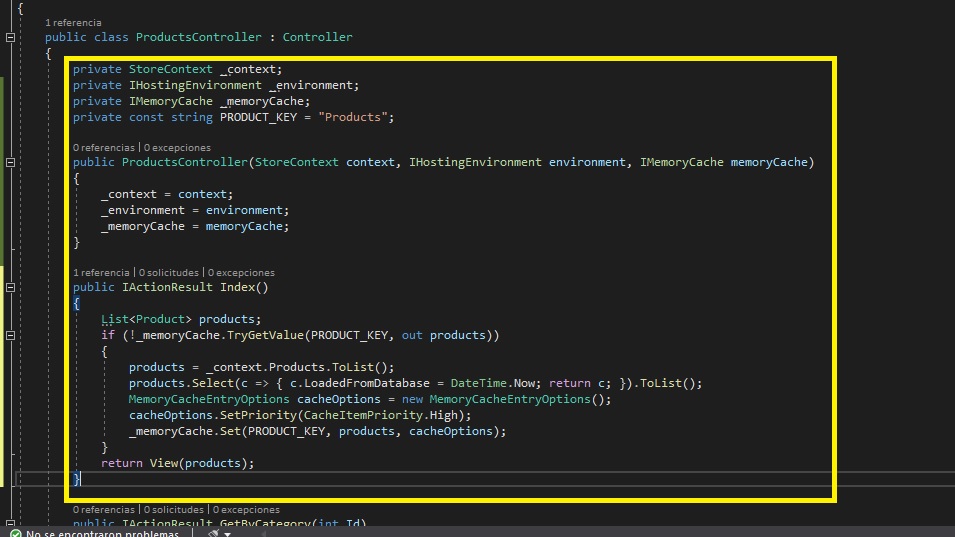 {
1 referencia
public class ProductsController : Controller
{
private StoreContext _context;
private IHostingEnvironment _environment;
private IMemoryCache _memoryCache;
private const string PRODUCT_KEY = "Products";
0 referencias | 0 excepciones
public ProductsController(StoreContext context, IHostingEnvironment environment, IMemoryCache memoryCache)
{
_context = context;
_environment = environment;
_memoryCache = memoryCache;
}
1 referencia | 0 solicitudes | 0 excepciones
public IActionResult Index()
{
List<Product> products;
if (!_memoryCache.TryGetValue(PRODUCT_KEY, out products))
{
products = _context.Products.ToList();
products.Select(c => { c.LoadedFromDatabase = DateTime.Now; return c; }).ToList();
MemoryCacheEntryOptions cacheOptions = new MemoryCacheEntryOptions();
cacheOptions.SetPriority(CacheItemPriority.High);
_memoryCache.Set(PRODUCT_KEY, products, cacheOptions);
}
return View(products);
}
0 referencias | 0 solicitudes | 0 excepciones
public IActionResult GetByCategory(int Id)
No se encontraron problemas